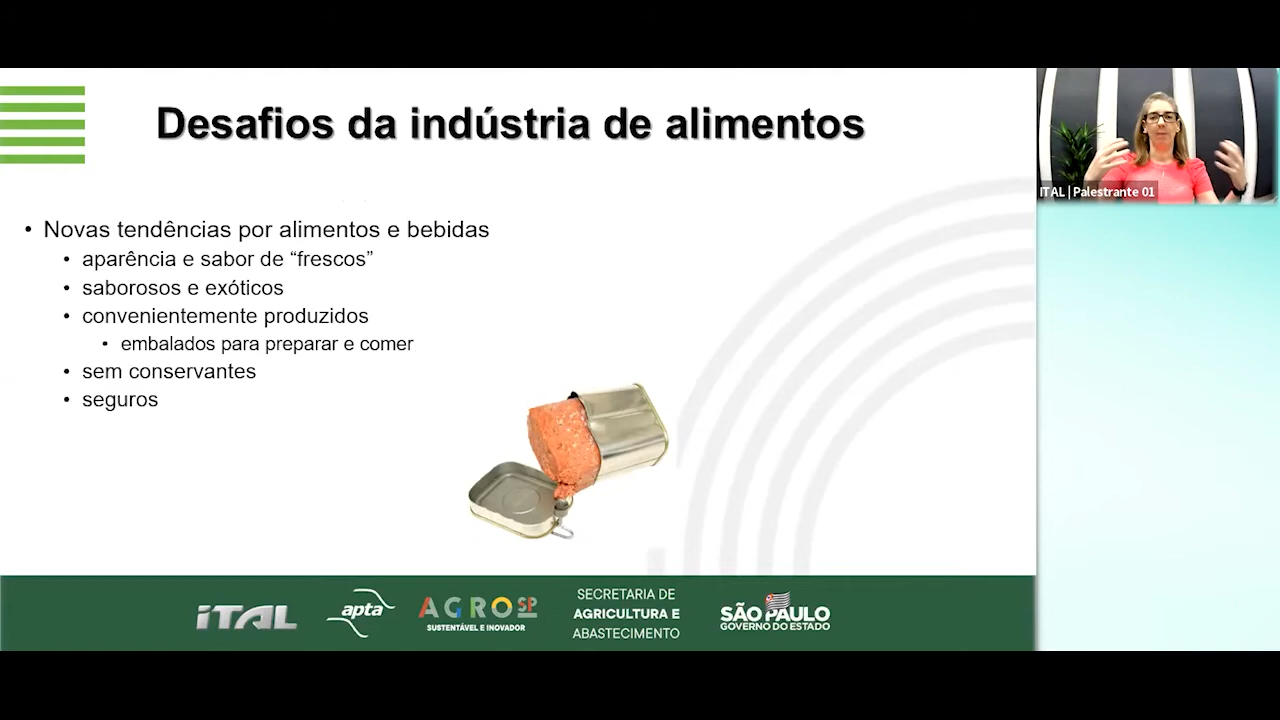 Desafios da indústria de alimentos
ITAL | Palestrante 01
• Novas tendências por alimentos e bebidas
• aparência e sabor de “frescos”
• saborosos e exóticos
• convenientemente produzidos
• embalados para preparar e comer
• sem conservantes
• seguros
iTAL
apta
AGRO SP
SUSTENTÁVEL E INOVADOR
SECRETARIA DE
AGRICULTURA E
ABASTECIMENTO
SÃO PAULO
GOVERNO DO ESTADO